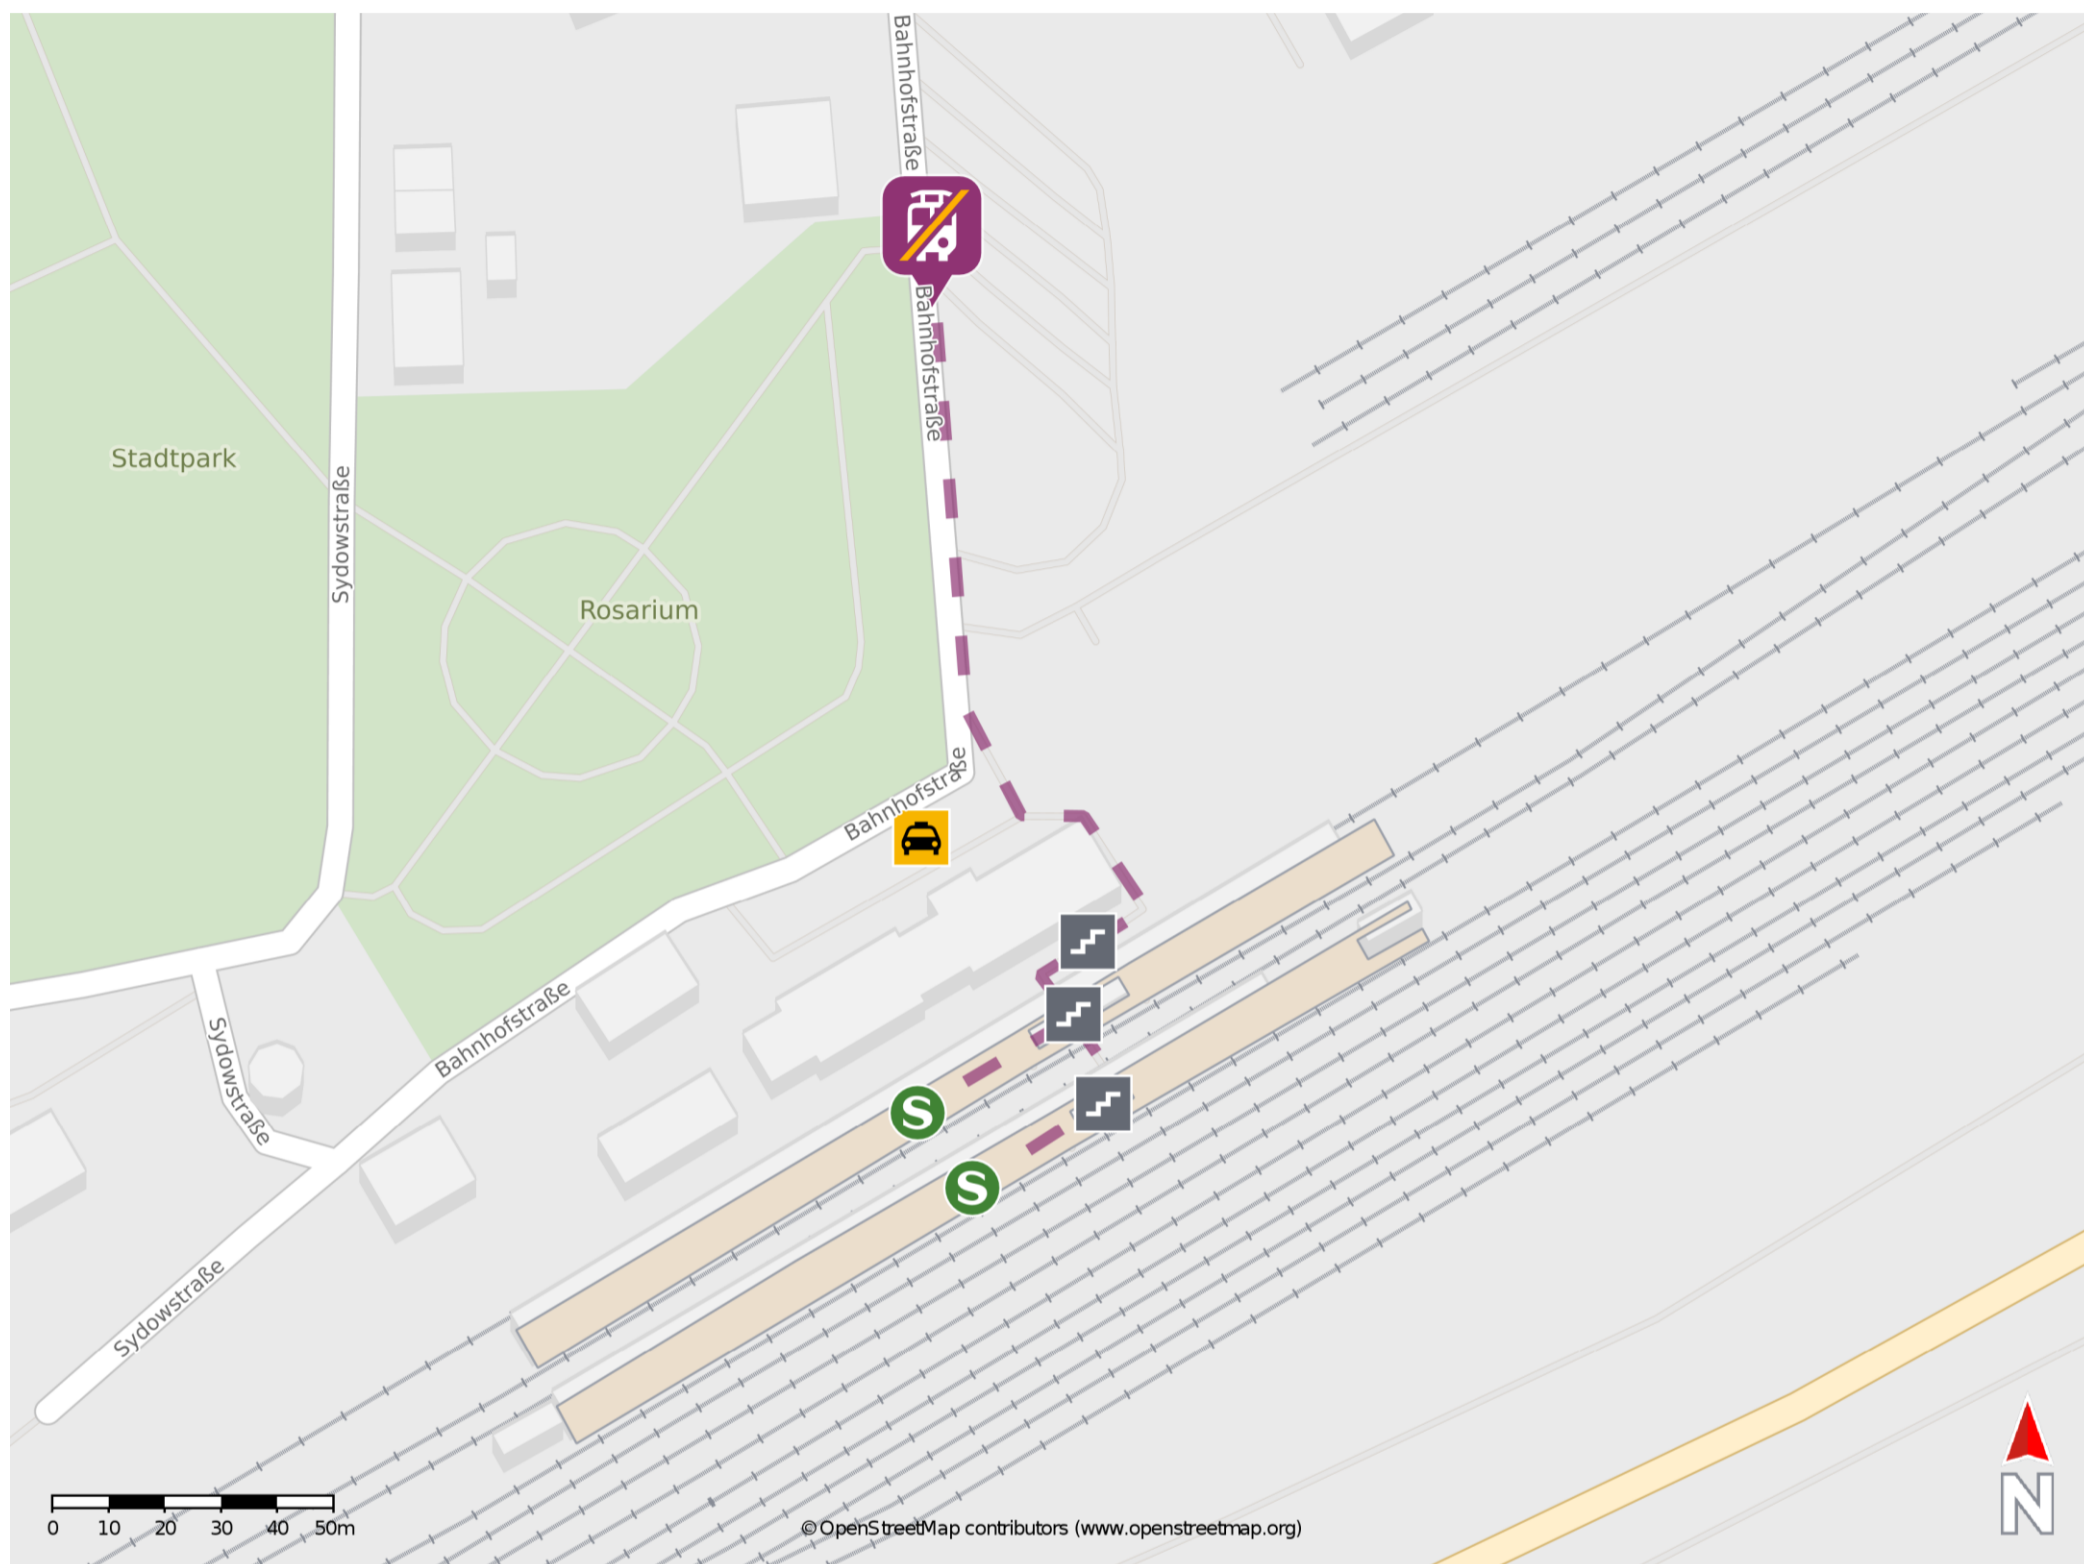 Bahnhofstraße
Bahnhofstraße
Stadtpark
Sydowstraße
Rosarium
Bahnhofstraße
S
S
Bahnhofstraße
Sydowstraße
Sydowstraße
0 10 20 30 40 50m
© OpenStreetMap contributors (www.openstreetmap.org)
N